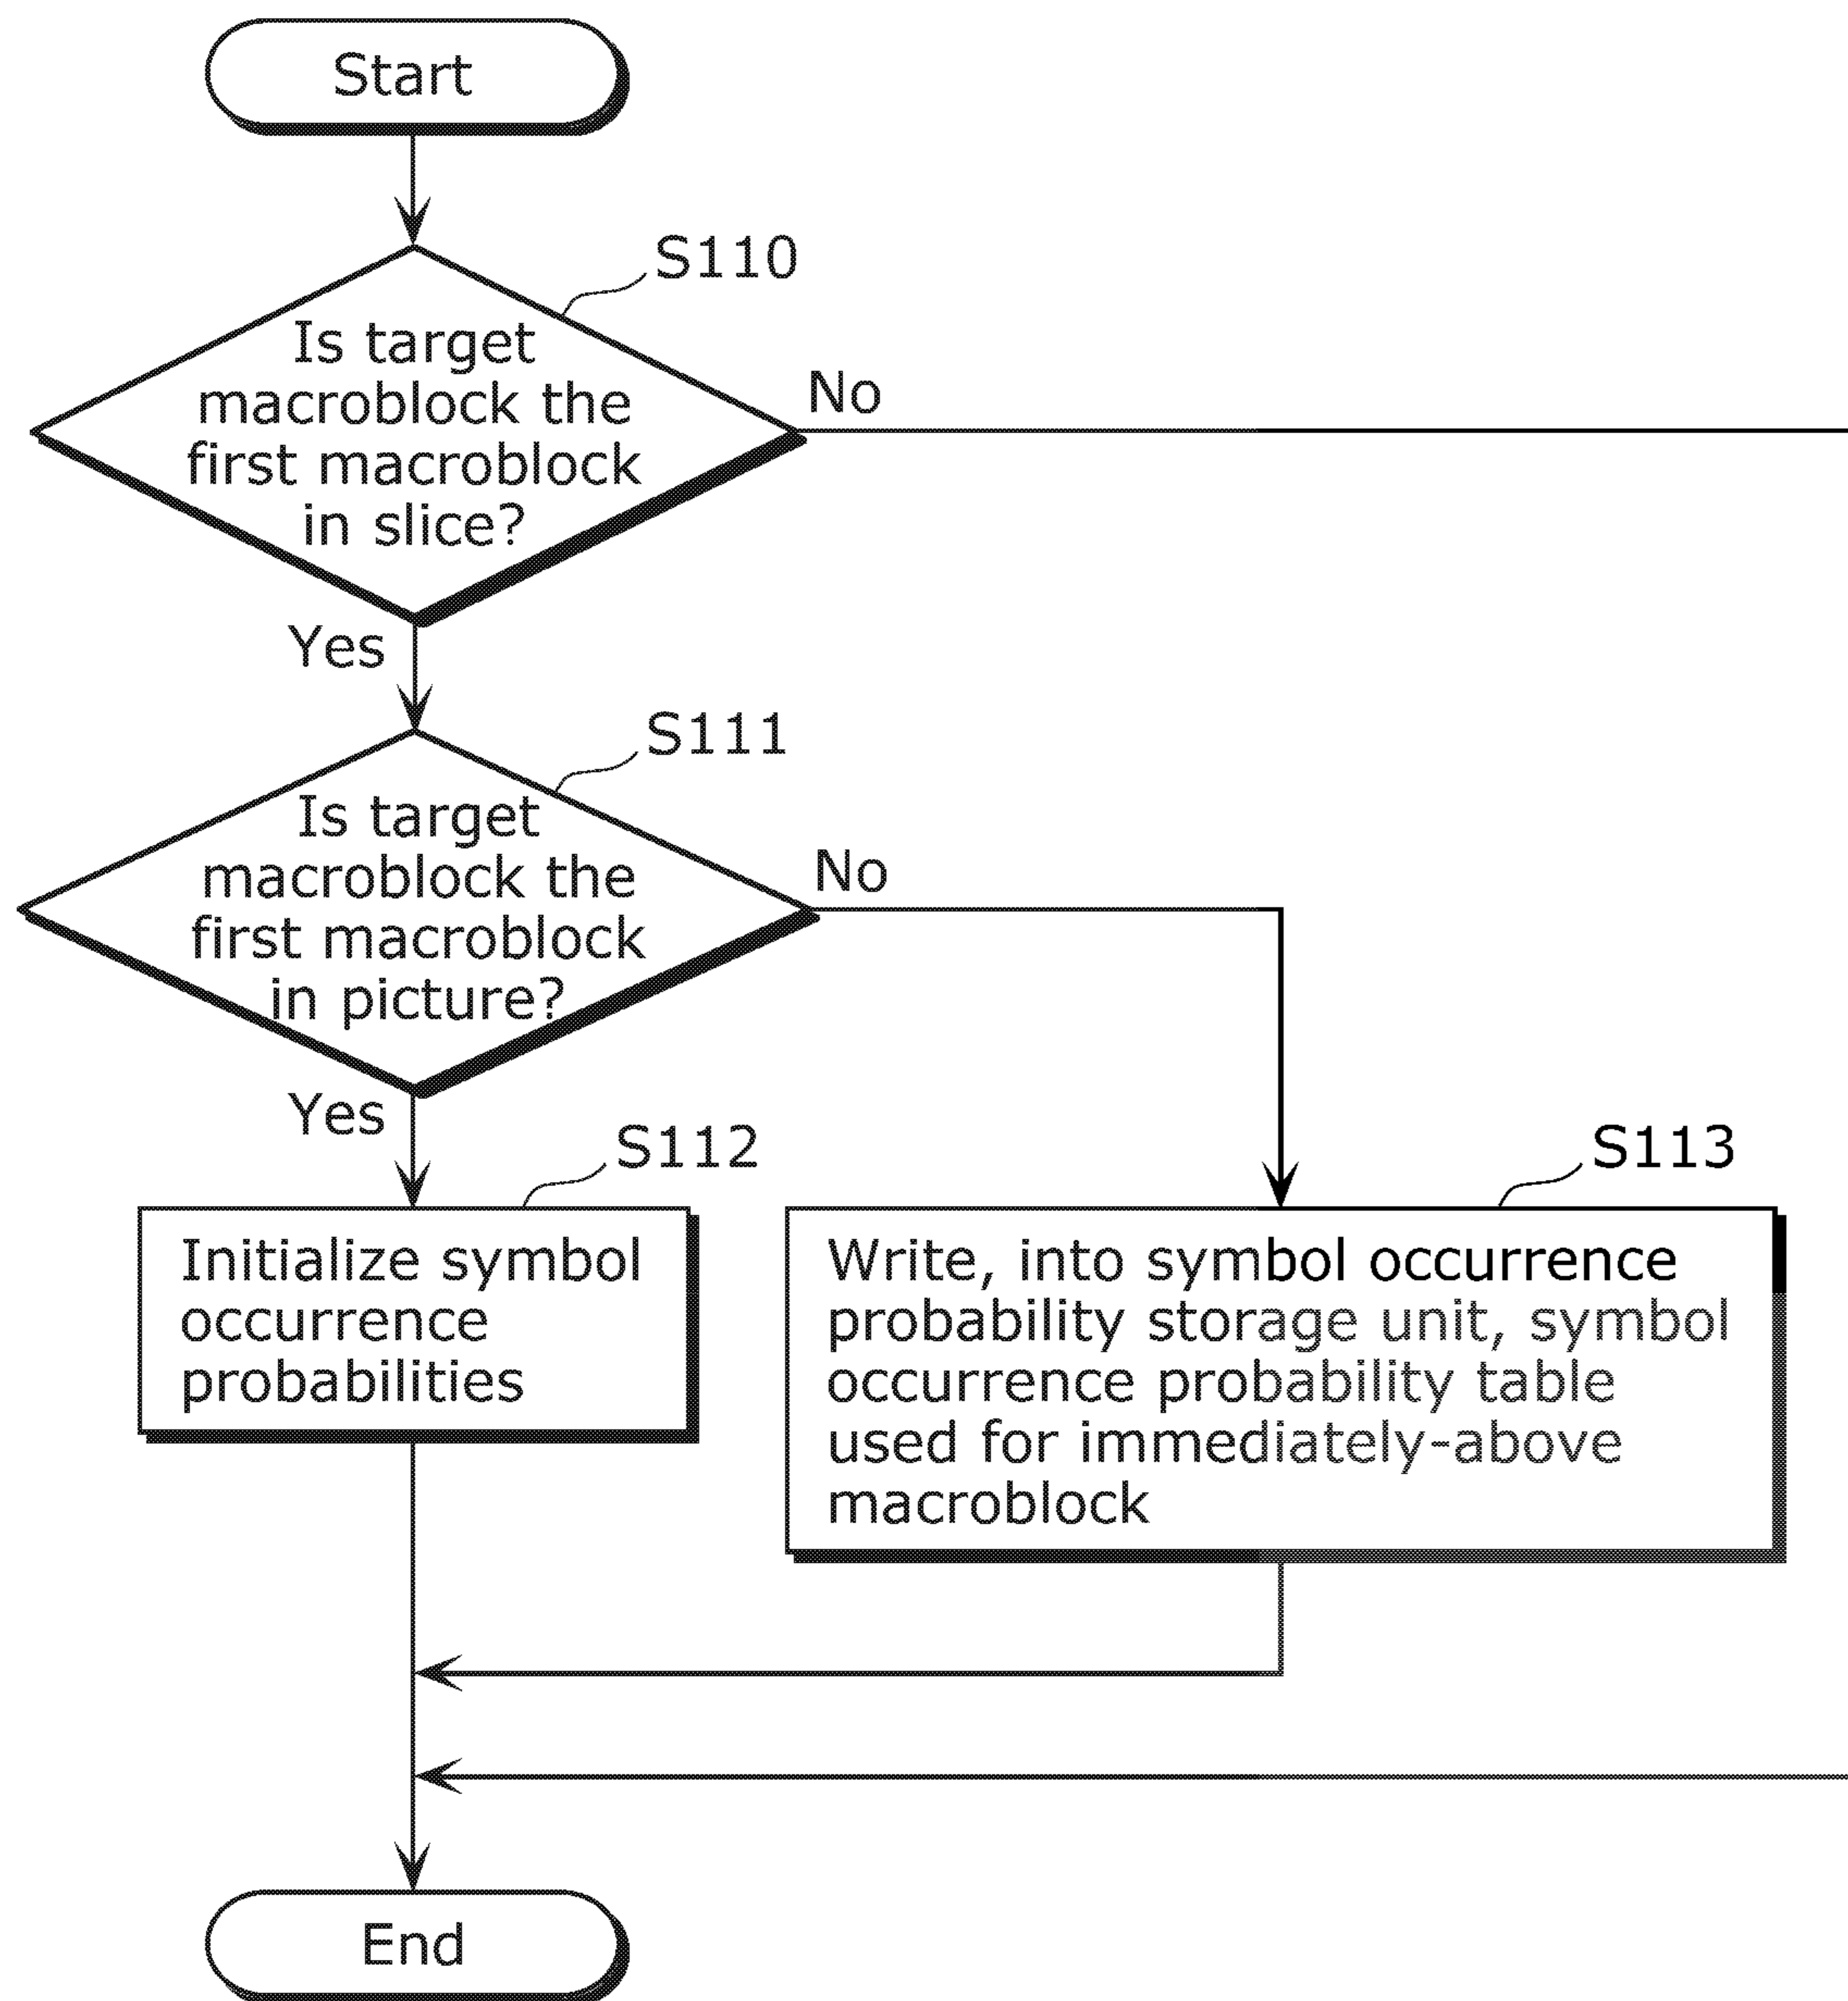 Start
S110
Is target
macroblock the
first macroblock
in slice?
No
Yes
S111
Is target
macroblock the
first macroblock
in picture?
No
Yes
S112
Initialize symbol
occurrence
probabilities
S113
Write, into symbol occurrence
probability storage unit, symbol
occurrence probability table
used for immediately-above
macroblock
End